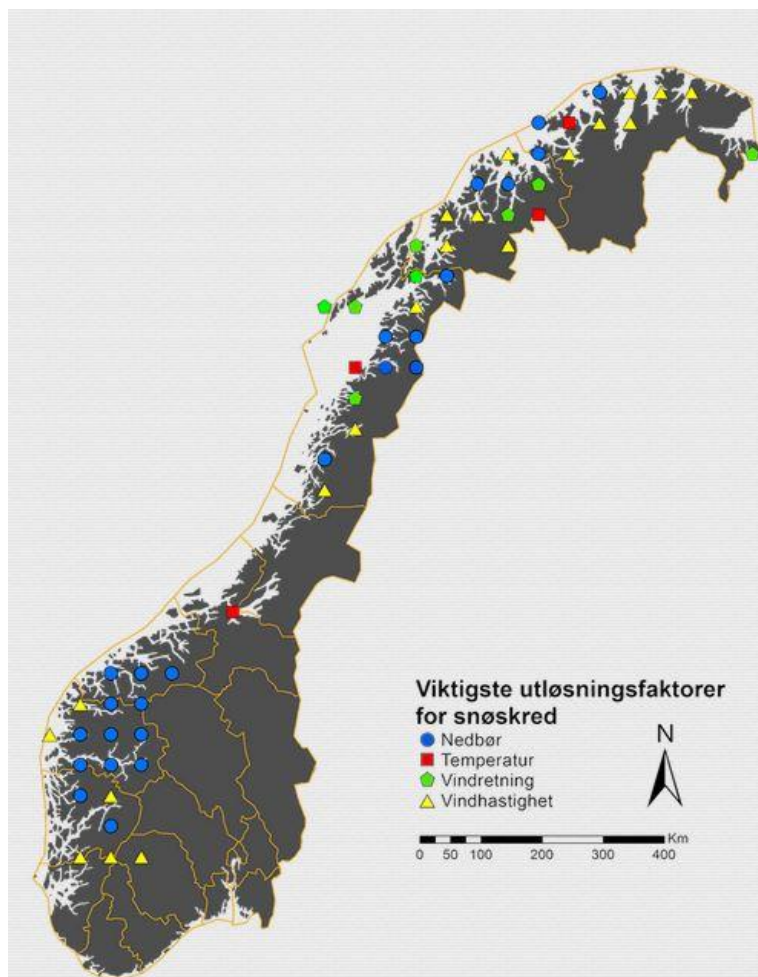 Viktigste utløsningsfaktorer
for snøskred
Nedbør
Temperatur
Vindretning
Vindhastighet
N
Km
0 50 100 200 300 400